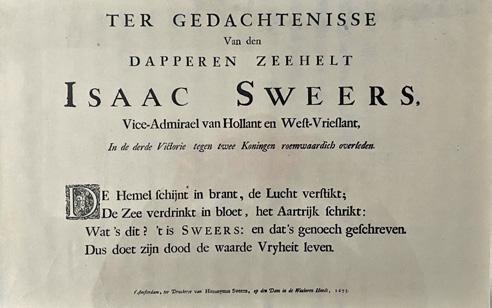 TER GEDACHTENISSE
Van den
DAPPEREN ZEEHELT
ISAAC SWEERS,
Vice-Admirael van Hollant en West-Vrieslant,
In de derde Victorie tegen twee Koningen roemwaardich overleden.
DE Hemel schijnt in brant, de Lucht verstikt;
De Zee verdrinkt in bloet, het Aartrijk schrikt:
Wat's dit? 't is SWEERS: en dat's genoech geschreven.
Dus doet zijn dood de waarde Vryheit leven.
t'Amsterdam, ter Druckerye van Hieronymus Sweerts, op den Dam in de Wackeren Hondt, 1673.